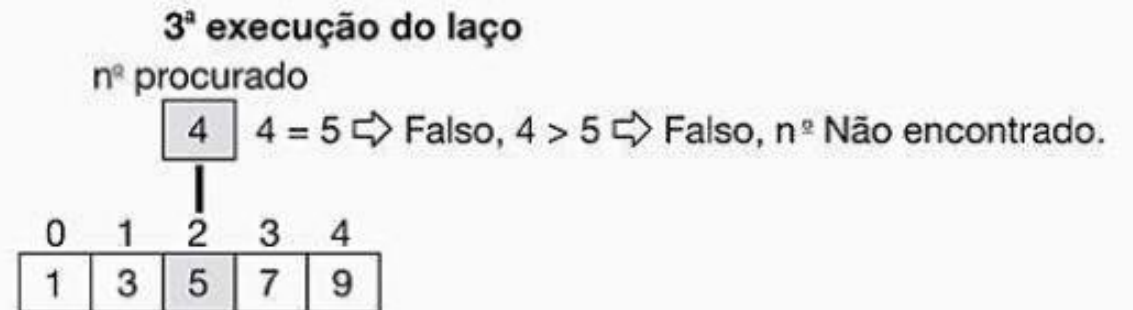 3ª execução do laço
nº procurado
4 4 = 5 ⇨ Falso, 4 > 5 ⇨ Falso, nº Não encontrado.
0 1 2 3 4
1 3 5 7 9